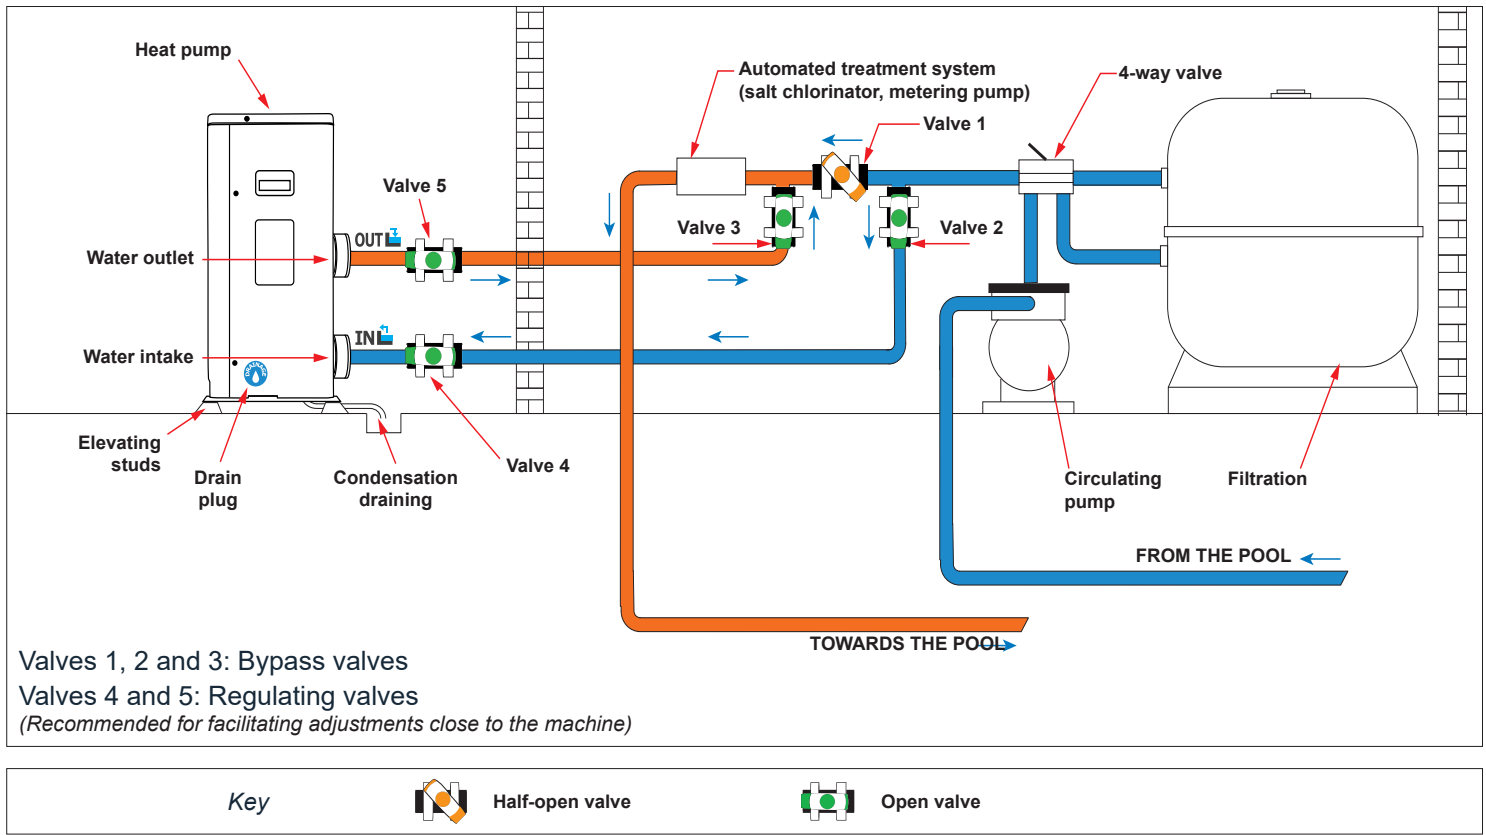 Heat pump
Automated treatment system
(salt chlorinator, metering pump)
4-way valve
Valve 1
Valve 5
Valve 3
Valve 2
OUT
Water outlet
IN
Water intake
DRAINAGE
Elevating
studs
Drain
plug
Condensation
draining
Valve 4
Circulating
pump
Filtration
FROM THE POOL
TOWARDS THE POOL
Valves 1, 2 and 3: Bypass valves
Valves 4 and 5: Regulating valves
(Recommended for facilitating adjustments close to the machine)
Key
Half-open valve
Open valve